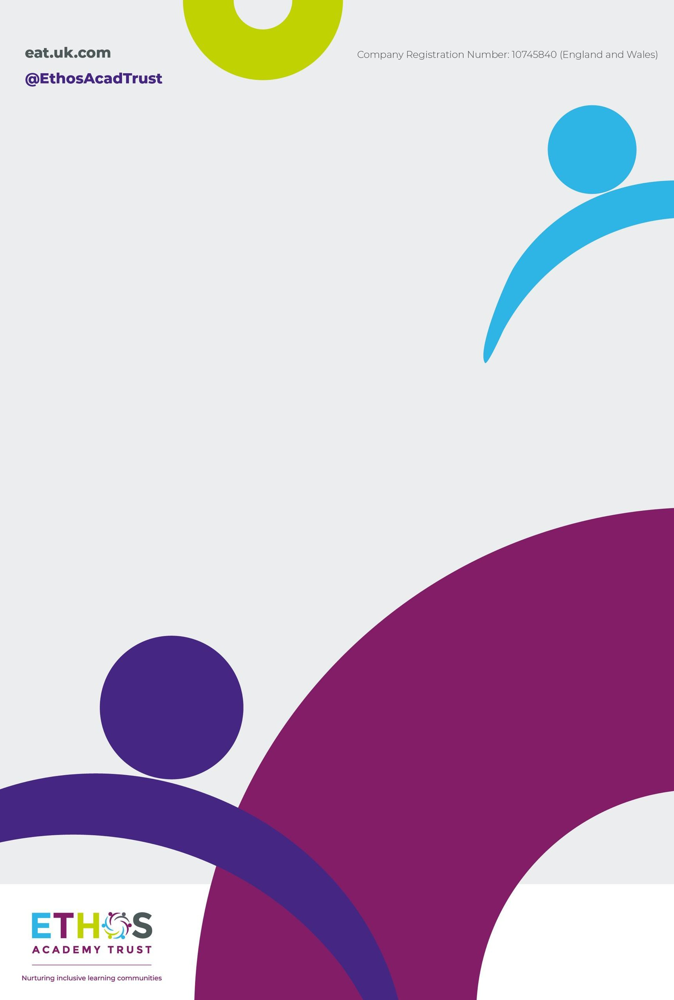 eat.uk.com
@EthosAcadTrust
Company Registration Number: 10745840 (England and Wales)
ETHOS
ACADEMY TRUST
Nurturing inclusive learning communities